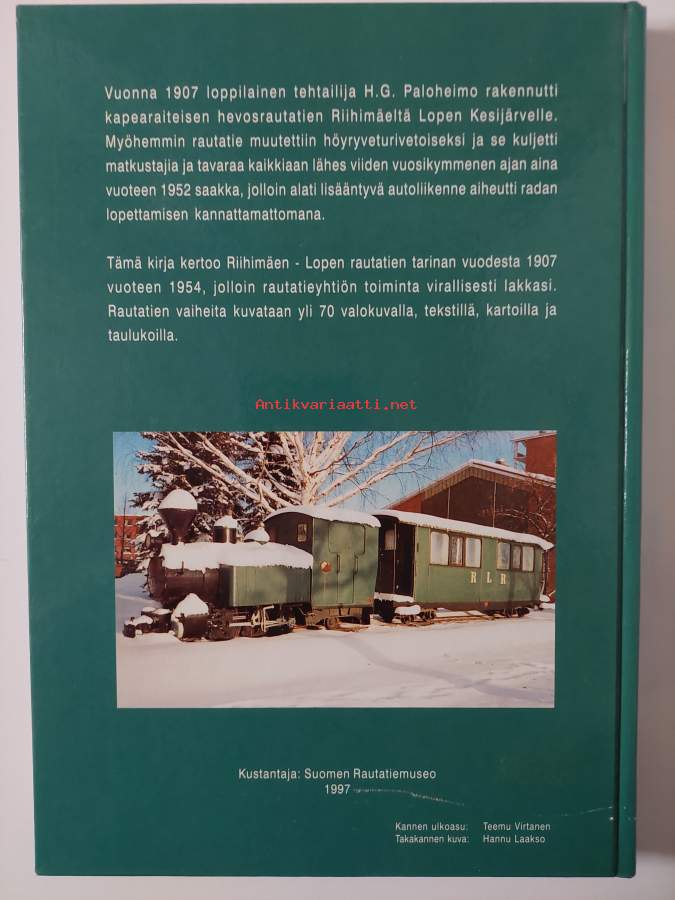 Vuonna 1907 loppilainen tehtailija H.G. Paloheimo rakennutti
kapearaiteisen hevosrautatien Riihimäeltä Lopen Kesijärvelle.
Myöhemmin rautatie muutettiin höyryveturivetoiseksi ja se kuljetti
matkustajia ja tavaraa kaikkiaan lähes viiden vuosikymmenen ajan aina
vuoteen 1952 saakka, jolloin alati lisääntyvä autoliikenne aiheutti radan
lopettamisen kannattamattomana.
Tämä kirja kertoo Riihimäen - Lopen rautatien tarinan vuodesta 1907
vuoteen 1954, jolloin rautatieyhtiön toiminta virallisesti lakkasi.
Rautatien vaiheita kuvataan yli 70 valokuvalla, tekstillä, kartoilla ja
taulukoilla.
Antikvariaatti.net
R L R
Kustantaja: Suomen Rautatiemuseo
1997
Kannen ulkoasu: Teemu Virtanen
Takakannen kuva: Hannu Laakso